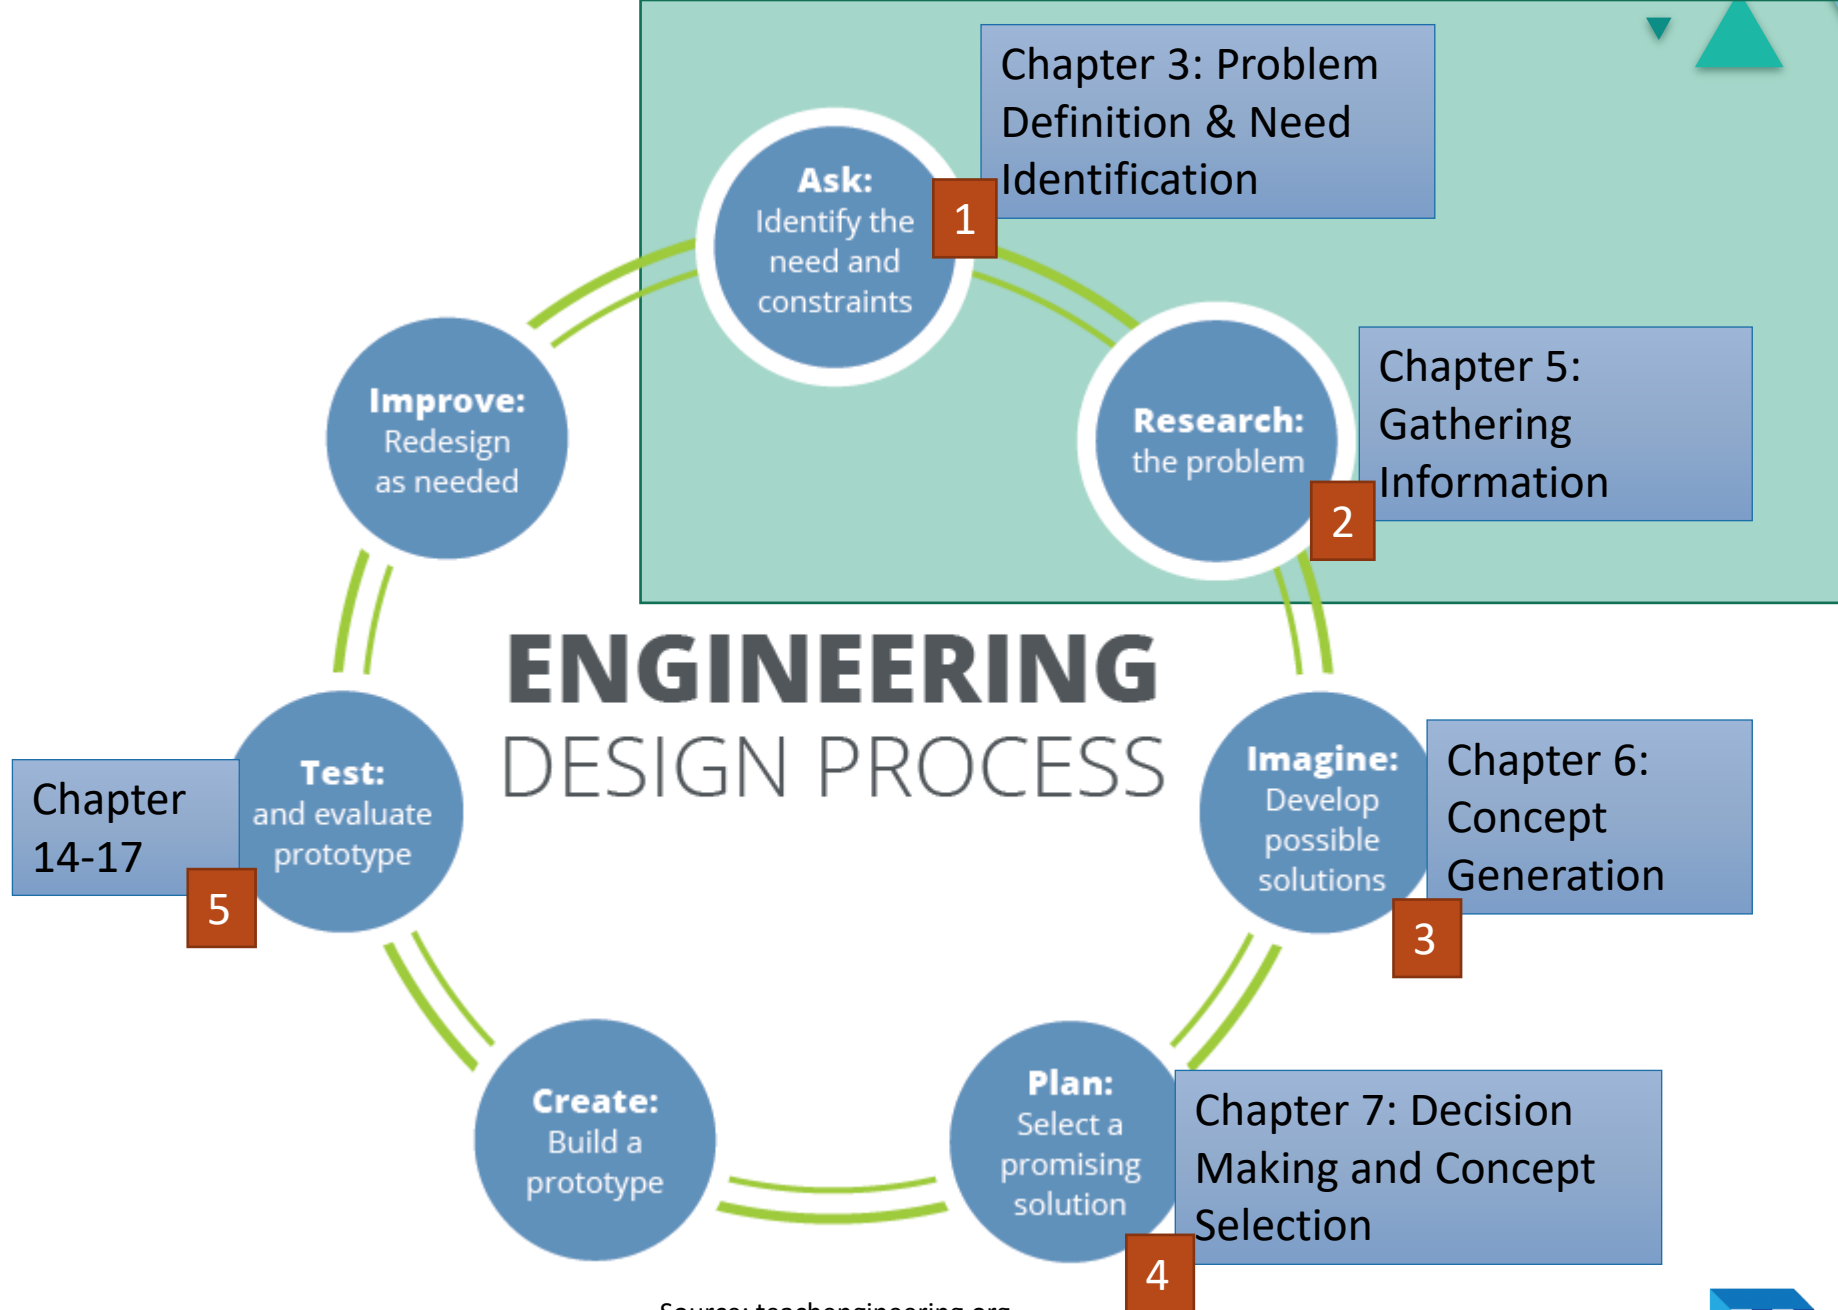 Chapter 3: Problem
Definition & Need
Identification
Ask:
Identify the
need and
constraints
1
Research:
the problem
Chapter 5:
Gathering
Information
2
Improve:
Redesign
as needed
ENGINEERING
DESIGN PROCESS
Imagine:
Develop
possible
solutions
Chapter 6:
Concept
Generation
3
Chapter
14-17
Test:
and evaluate
prototype
5
Create:
Build a
prototype
Plan:
Select a
promising
solution
Chapter 7: Decision
Making and Concept
Selection
4
Source: teachengineering.org